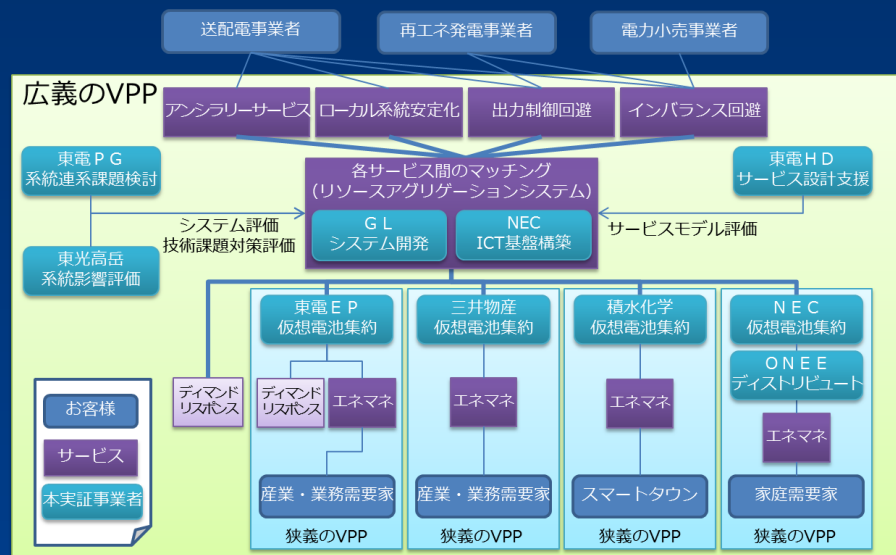 送配電事業者
再エネ発電事業者
電力小売事業者
広義のVPP
アンシラリーサービス
ローカル系統安定化
出力制御回避
インバランス回避
東電ＰＧ
系統連系課題検討
各サービス間のマッチング
(リソースアグリゲーションシステム)
東電ＨＤ
サービス設計支援
ＧＬ
システム開発
NEC
ICT基盤構築
システム評価
技術課題対策評価
サービスモデル評価
東光高岳
系統影響評価
東電ＥＰ
仮想電池集約
三井物産
仮想電池集約
積水化学
仮想電池集約
ＮＥＣ
仮想電池集約
ＯＮＥＥ
ディストリビュート
ディマンド
リスポンス
ディマンド
リスポンス
エネマネ
エネマネ
エネマネ
エネマネ
お客様
サービス
本実証事業者
産業・業務需要家
産業・業務需要家
スマートタウン
家庭需要家
狭義のVPP
狭義のVPP
狭義のVPP
狭義のVPP